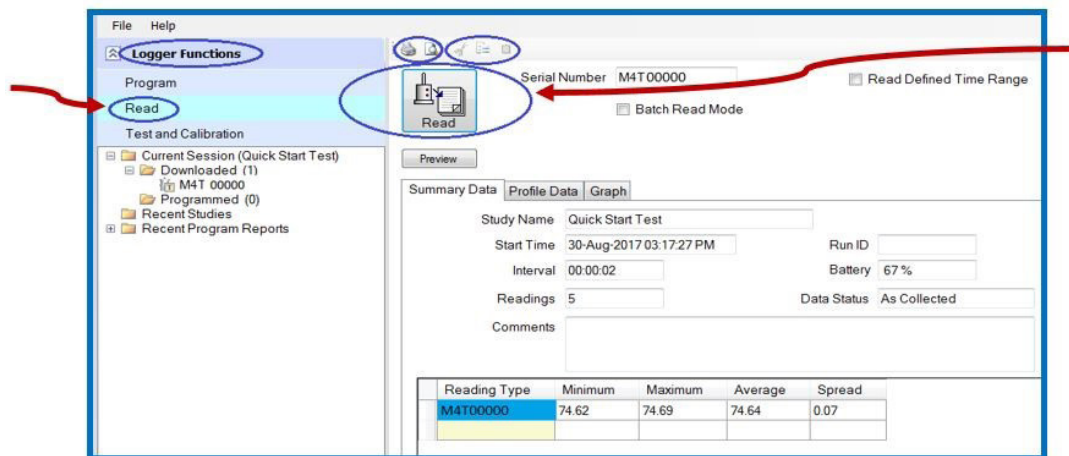 File Help
Logger Functions
Program
Read
Test and Calibration
Current Session (Quick Start Test)
Downloaded (1)
M4T 00000
Programmed (0)
Recent Studies
Recent Program Reports
Serial Number M4T00000 Read Defined Time Range
Batch Read Mode
Read
Preview
Summary Data Profile Data Graph
Study Name Quick Start Test
Start Time 30-Aug-2017 03:17:27 PM Run ID
Interval 00:00:02 Battery 67 %
Readings 5 Data Status As Collected
Comments
Reading Type Minimum Maximum Average Spread
M4T00000 74.62 74.69 74.64 0.07